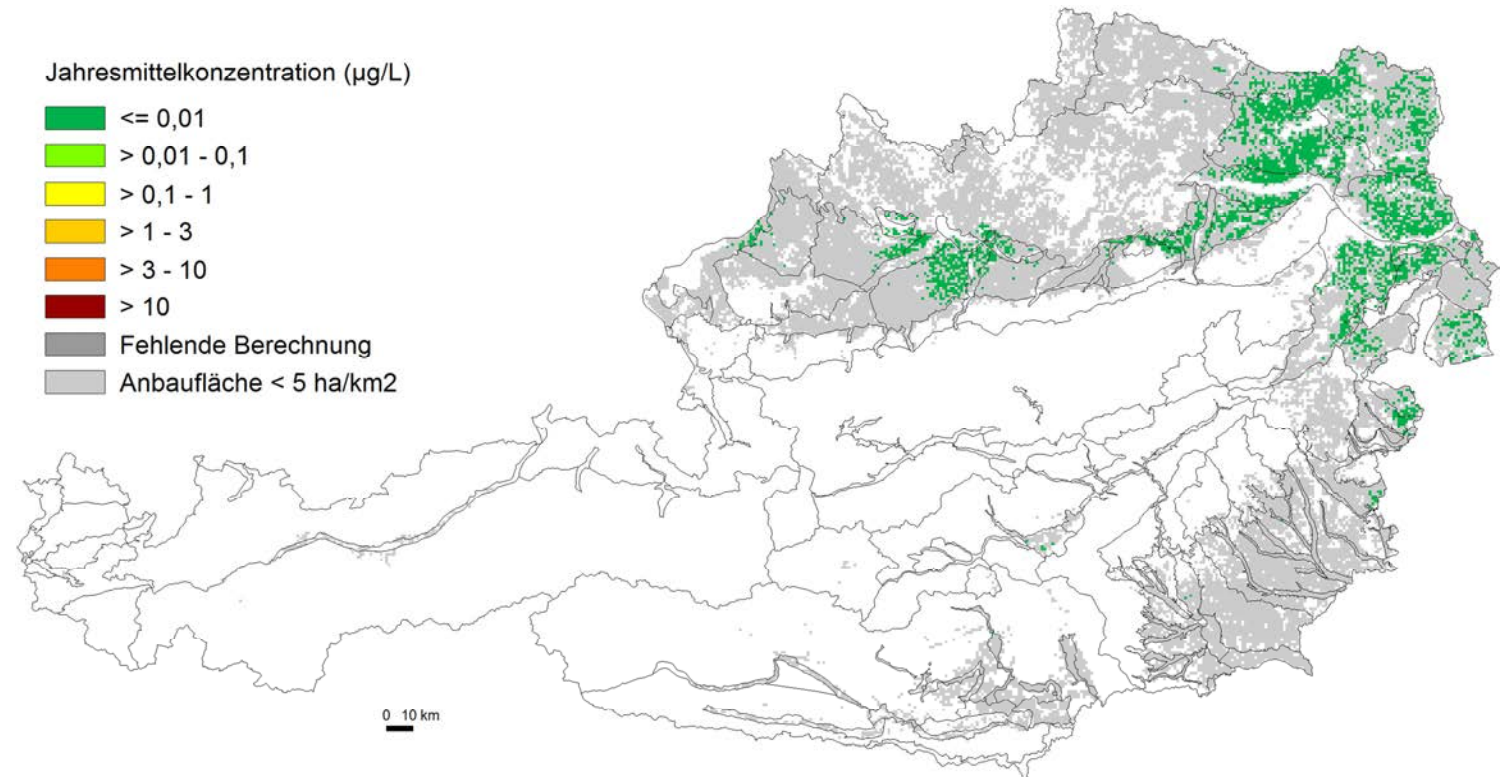 Jahresmittelkonzentration (µg/L)
<= 0,01
> 0,01 - 0,1
> 0,1 - 1
> 1 - 3
> 3 - 10
> 10
Fehlende Berechnung
Anbaufläche < 5 ha/km2
0 10 km